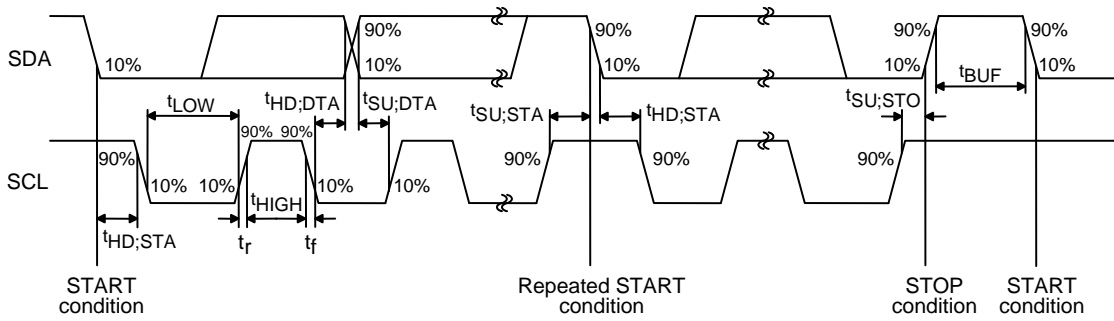 90%
90%
90%
90%
SDA
10%
10%
10%
10%
10%
tBUF
tLOW
tHD;DTA
tSU;DTA
tSU;STA
tHD;STA
tSU;STO
90%
90%
90%
90%
90%
90%
SCL
10%
10%
10%
10%
tHIGH
tHD;STA
tr
tf
START
condition
Repeated START
condition
STOP
condition
START
condition